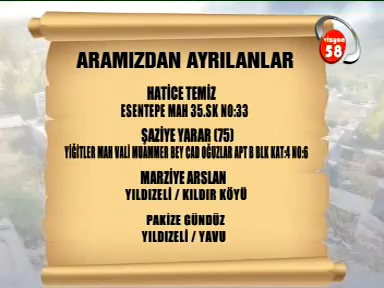 vizyon
58
ARAMIZDAN AYRILANLAR
HATİCE TEMİZ
ESENTEPE MAH 35.SK NO:33
ŞAZİYE YARAR (75)
YİĞİTLER MAH VALİ MUAMMER BEY CAD OĞUZLAR APT B BLK KAT:4 NO:6
MARZİYE ARSLAN
YILDIZELİ / KILDIR KÖYÜ
PAKİZE GÜNDÜZ
YILDIZELİ / YAVU